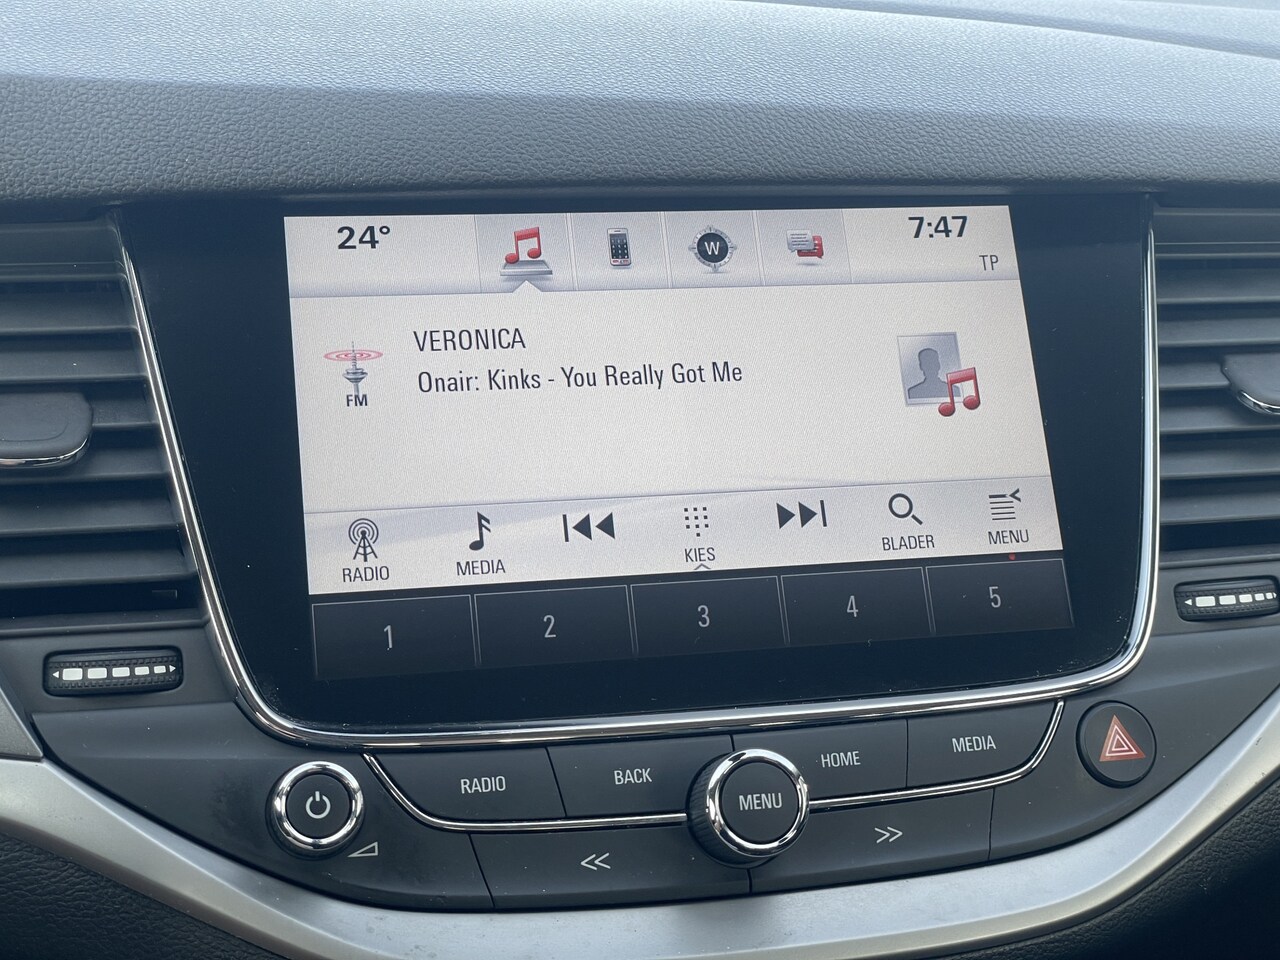 24°
W
7:47
TP
FM
VERONICA
Onair: Kinks - You Really Got Me
RADIO
MEDIA
KIES
BLADER
MENU
1
2
3
4
5
RADIO
BACK
MENU
HOME
MEDIA